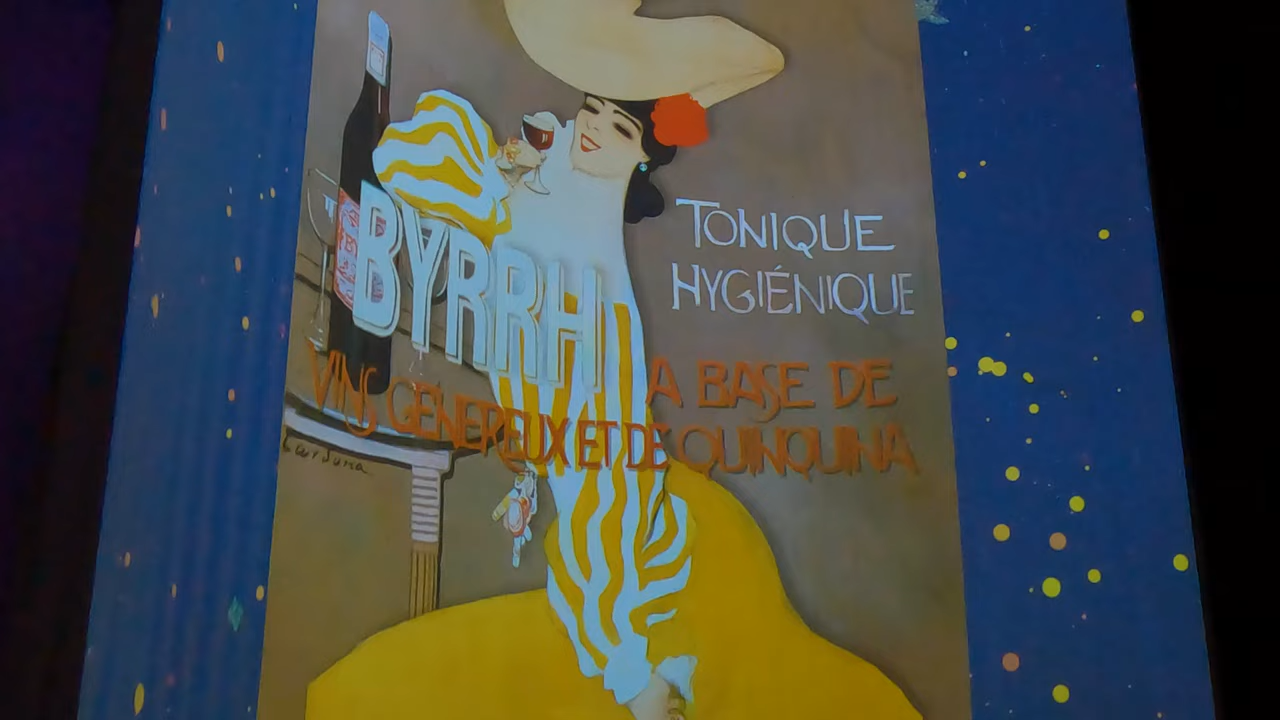 BYRRH
TONIQUE
HYGIÉNIQUE
A BASE DE
VINS GENEREUX ET DE QUINQUINA